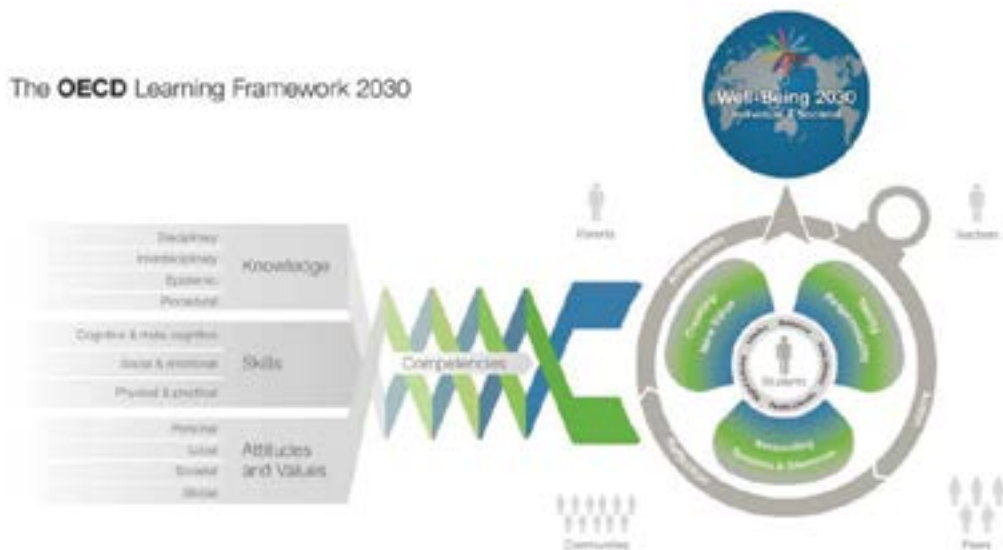 The OECD Learning Framework 2030
Well-Being 2030
Individual & Societal
Parents
Teachers
Disciplinary
Interdisciplinary
Epistemic
Procedural
Knowledge
Cognitive & meta-cognitive
Social & emotional
Physical & practical
Skills
Personal
Local
Societal
Global
Attitudes
and Values
Competencies
Anticipation
Action
Reflection
Creating
New Value
Taking
Responsibility
Reconciling
Tensions & Dilemmas
Students
Communities
Peers